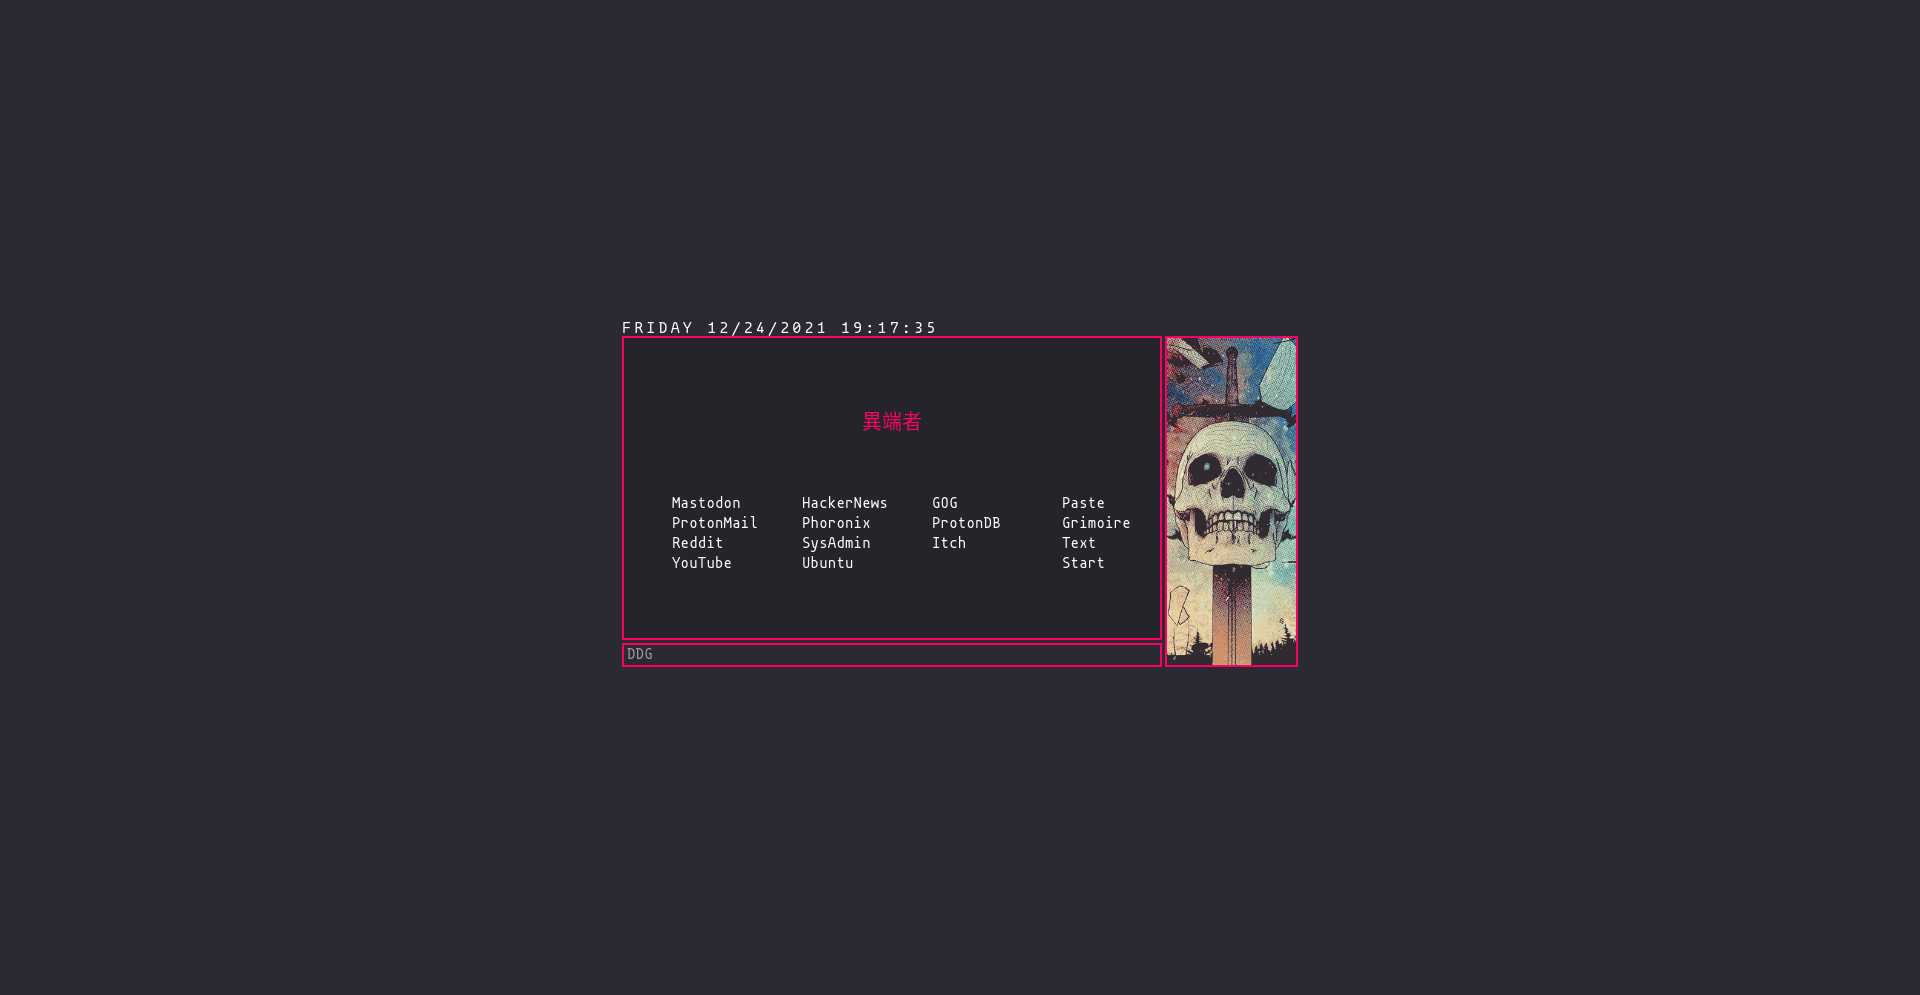 FRIDAY 12/24/2021 19:17:35
異端者
Mastodon HackerNews GOG Paste
ProtonMail Phoronix ProtonDB Grimoire
Reddit SysAdmin Itch Text
YouTube Ubuntu Start
DDG